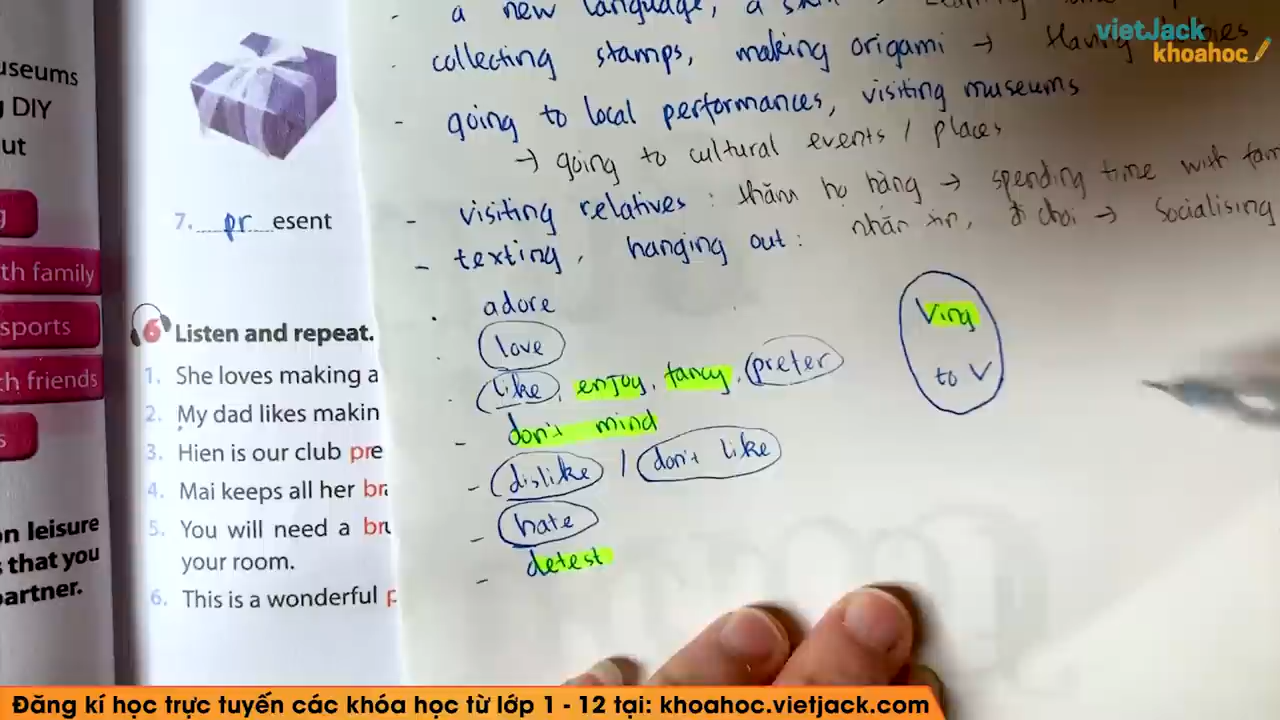 useums
DIY
ut
g
th family
sports
h friends
s
on leisure
s that you
partner.
7. pr esent
6 Listen and repeat.
1. She loves making a
2. My dad likes makin
3. Hien is our club pre
4. Mai keeps all her br
5. You will need a bru
your room.
6. This is a wonderful p
- a new language, a
- collecting stamps, making origami → Having
- going to local performances, visiting museums
→ going to cultural events / places
- visiting relatives : thăm họ hàng → spending time with fam
- texting, hanging out : nhắn tin, đi chơi → Socialising
adore
love
like, enjoy, fancy, prefer
- don't mind
- dislike / don't like
- hate
- detest
Ving
to V
vietJack
khoahoc
Đăng kí học trực tuyến các khóa học từ lớp 1 - 12 tại: khoahoc.vietjack.com